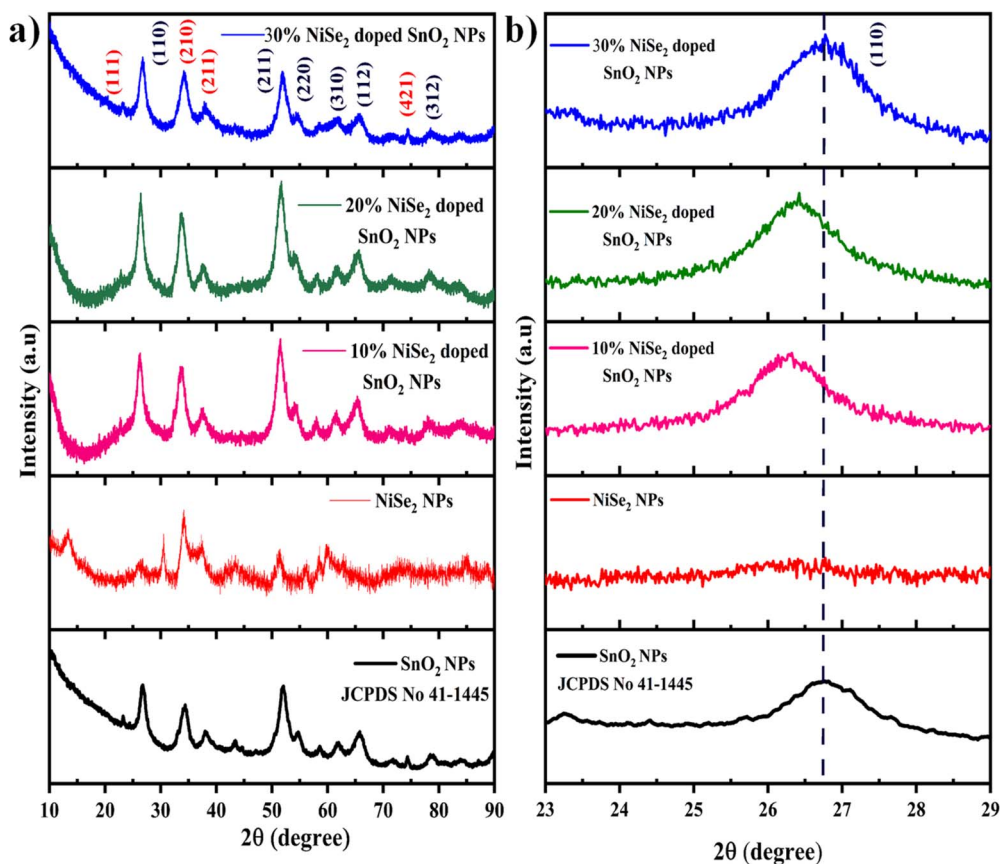 a)
30% NiSe₂ doped SnO₂ NPs
(111)
(110)
(210)
(211)
(211)
(220)
(310)
(112)
(421)
(312)
20% NiSe₂ doped
SnO₂ NPs
10% NiSe₂ doped
SnO₂ NPs
NiSe₂ NPs
SnO₂ NPs
JCPDS No 41-1445
Intensity (a.u)
10 20 30 40 50 60 70 80 90
2θ (degree)
b)
30% NiSe₂ doped
SnO₂ NPs
(110)
20% NiSe₂ doped
SnO₂ NPs
10% NiSe₂ doped
SnO₂ NPs
NiSe₂ NPs
SnO₂ NPs
JCPDS No 41-1445
Intensity (a.u)
23 24 25 26 27 28 29
2θ (degree)